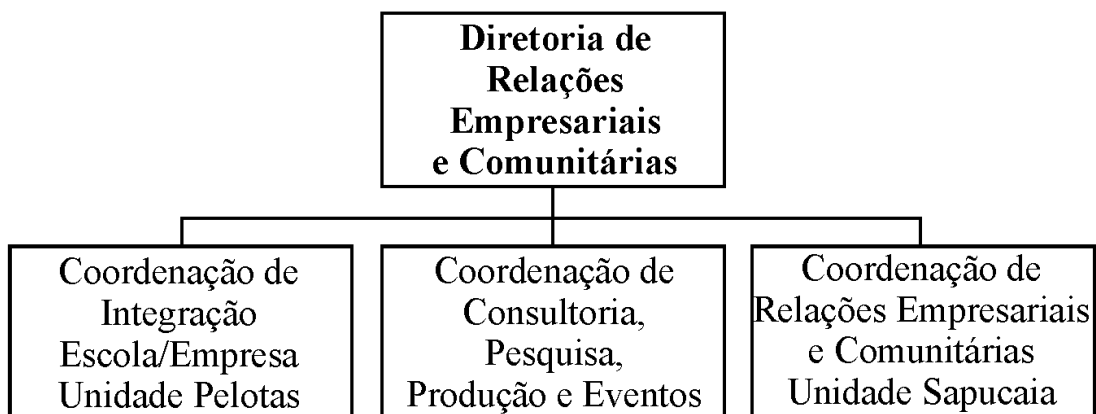 Diretoria de
Relações
Empresariais
e Comunitárias
Coordenação de
Integração
Escola/Empresa
Unidade Pelotas
Coordenação de
Consultoria,
Pesquisa,
Produção e Eventos
Coordenação de
Relações Empresariais
e Comunitárias
Unidade Sapucaia